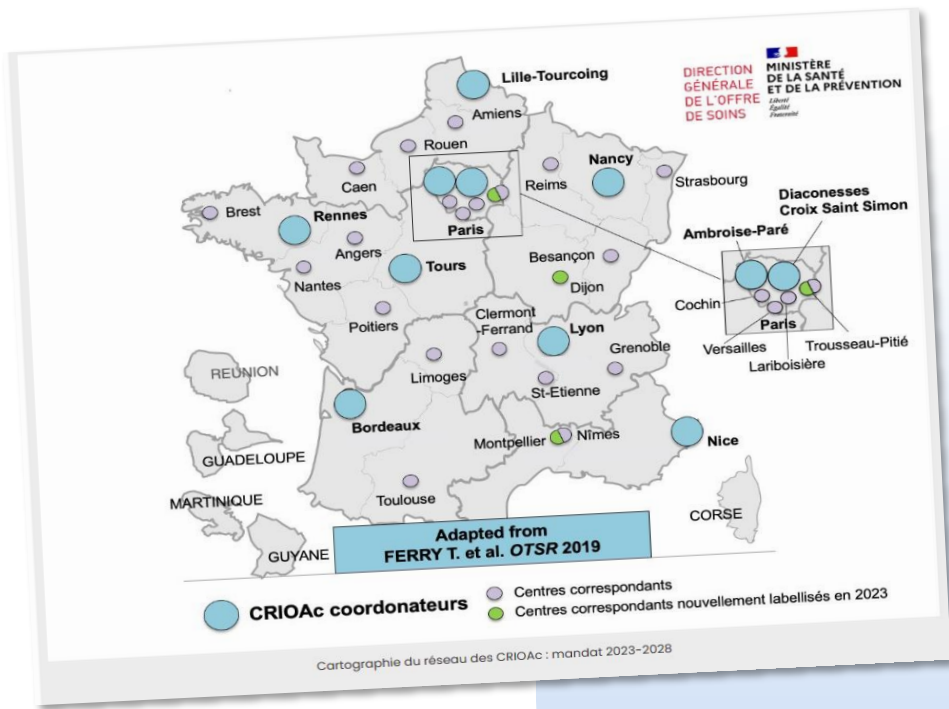 DIRECTION
GÉNÉRALE
DE L'OFFRE
DE SOINS
MINISTÈRE
DE LA SANTÉ
ET DE LA PRÉVENTION
Liberté
Égalité
Fraternité
Lille-Tourcoing
Amiens
Rouen
Caen
Reims
Nancy
Strasbourg
Brest
Rennes
Paris
Diaconesses
Croix Saint Simon
Ambroise-Paré
Angers
Nantes
Tours
Besançon
Dijon
Cochin
Paris
Versailles
Lariboisière
Trousseau-Pitié
Poitiers
Clermont
-Ferrand
Lyon
Grenoble
Limoges
St-Etienne
REUNION
Bordeaux
Montpellier
Nîmes
Nice
GUADELOUPE
MARTINIQUE
Toulouse
CORSE
GUYANE
Adapted from
FERRY T. et al. OTSR 2019
CRIOAc coordonateurs
Centres correspondants
Centres correspondants nouvellement labellisés en 2023
Cartographie du réseau des CRIOAc : mandat 2023-2028